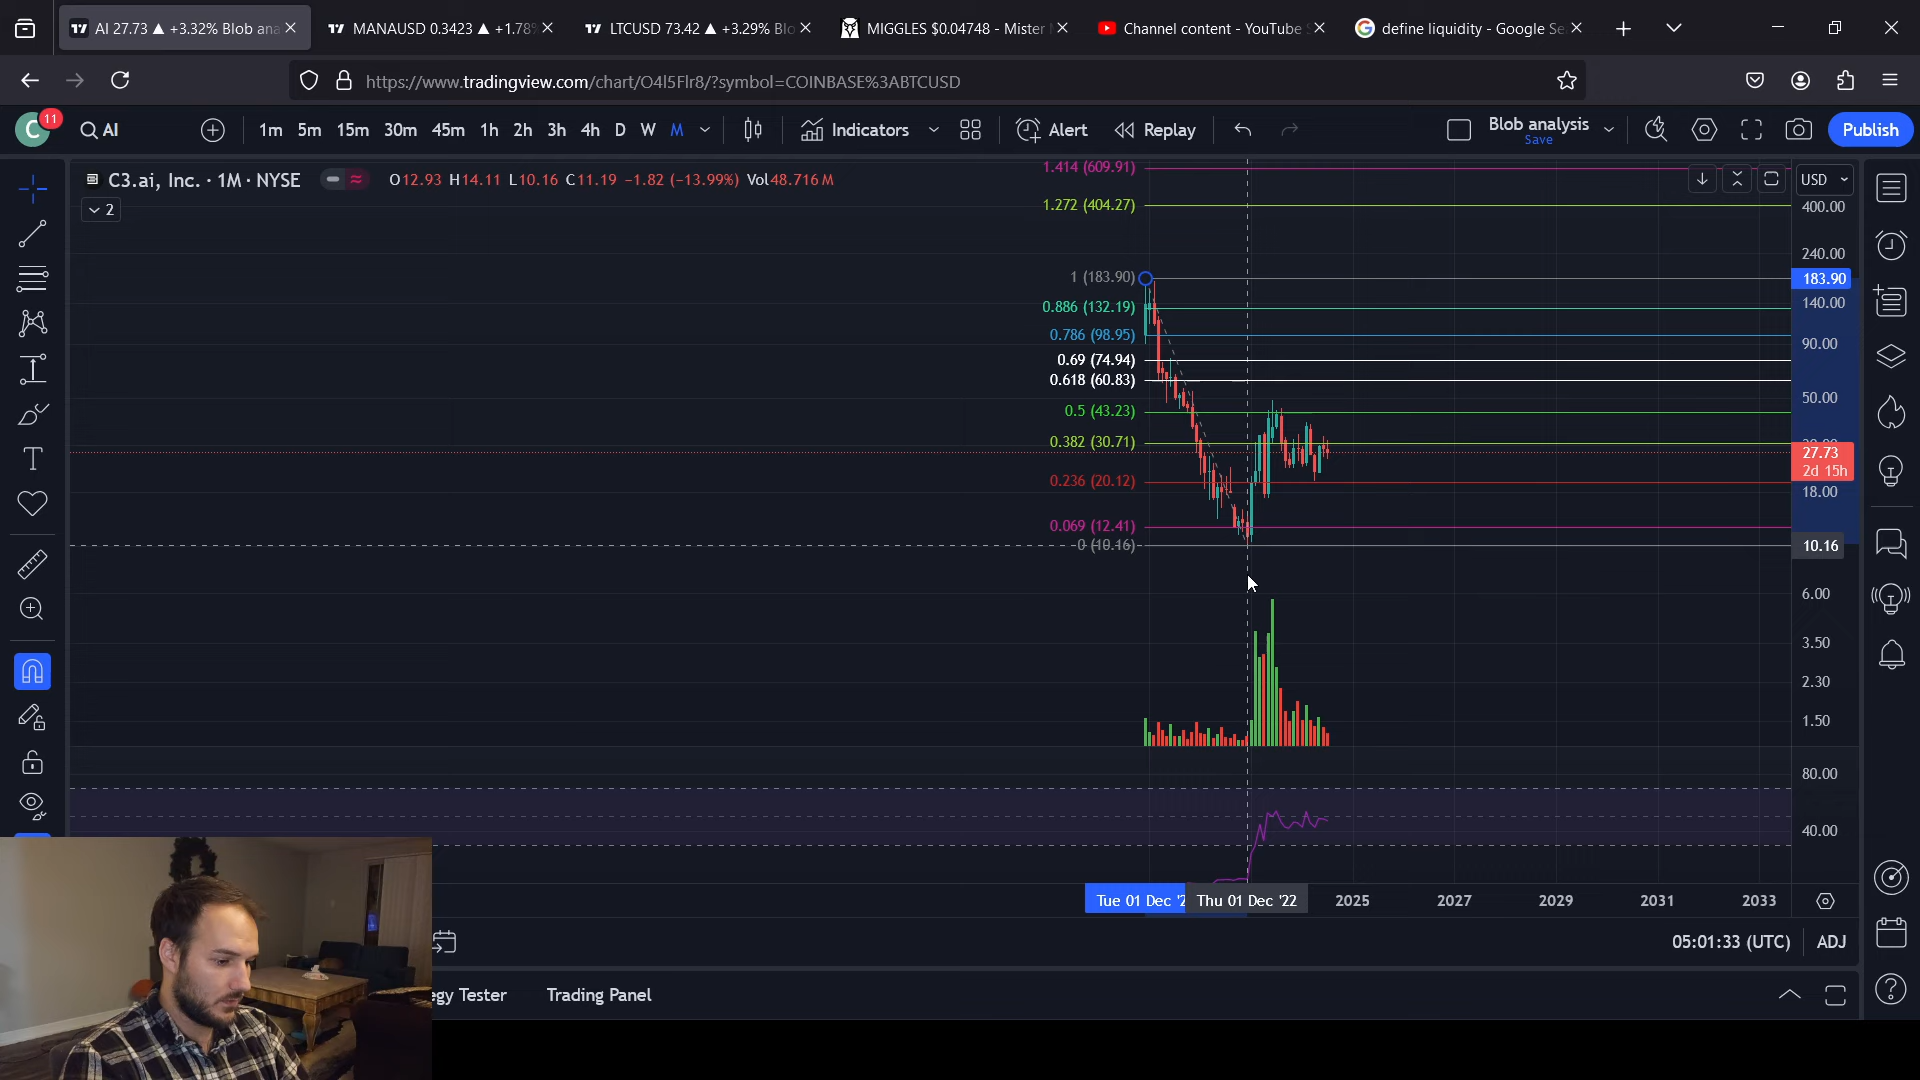 AI 27.73 ▲ +3.32% Blob ana
MANAUSD 0.3423 ▲ +1.78%
LTCUSD 73.42 ▲ +3.29% Blo
MIGGLES $0.04748 - Mister
Channel content - YouTube S
define liquidity - Google Se
https://www.tradingview.com/chart/O4l5Flr8/?symbol=COINBASE%3ABTCUSD
C 11 AI 1m 5m 15m 30m 45m 1h 2h 3h 4h D W M Indicators Alert Replay Blob analysis Publish
Save
C3.ai, Inc. · 1M · NYSE O12.93 H14.11 L10.16 C11.19 −1.82 (−13.99%) Vol48.716 M
2
USD
1.414 (609.91)
1.272 (404.27)
400.00
240.00
1 (183.90)
183.90
0.886 (132.19)
140.00
0.786 (98.95)
90.00
0.69 (74.94)
0.618 (60.83)
50.00
0.5 (43.23)
0.382 (30.71)
27.73
2d 15h
0.236 (20.12)
18.00
0.069 (12.41)
0 (10.16)
10.16
6.00
3.50
2.30
1.50
80.00
40.00
Tue 01 Dec '2 Thu 01 Dec '22 2025 2027 2029 2031 2033
05:01:33 (UTC) ADJ
egy Tester Trading Panel